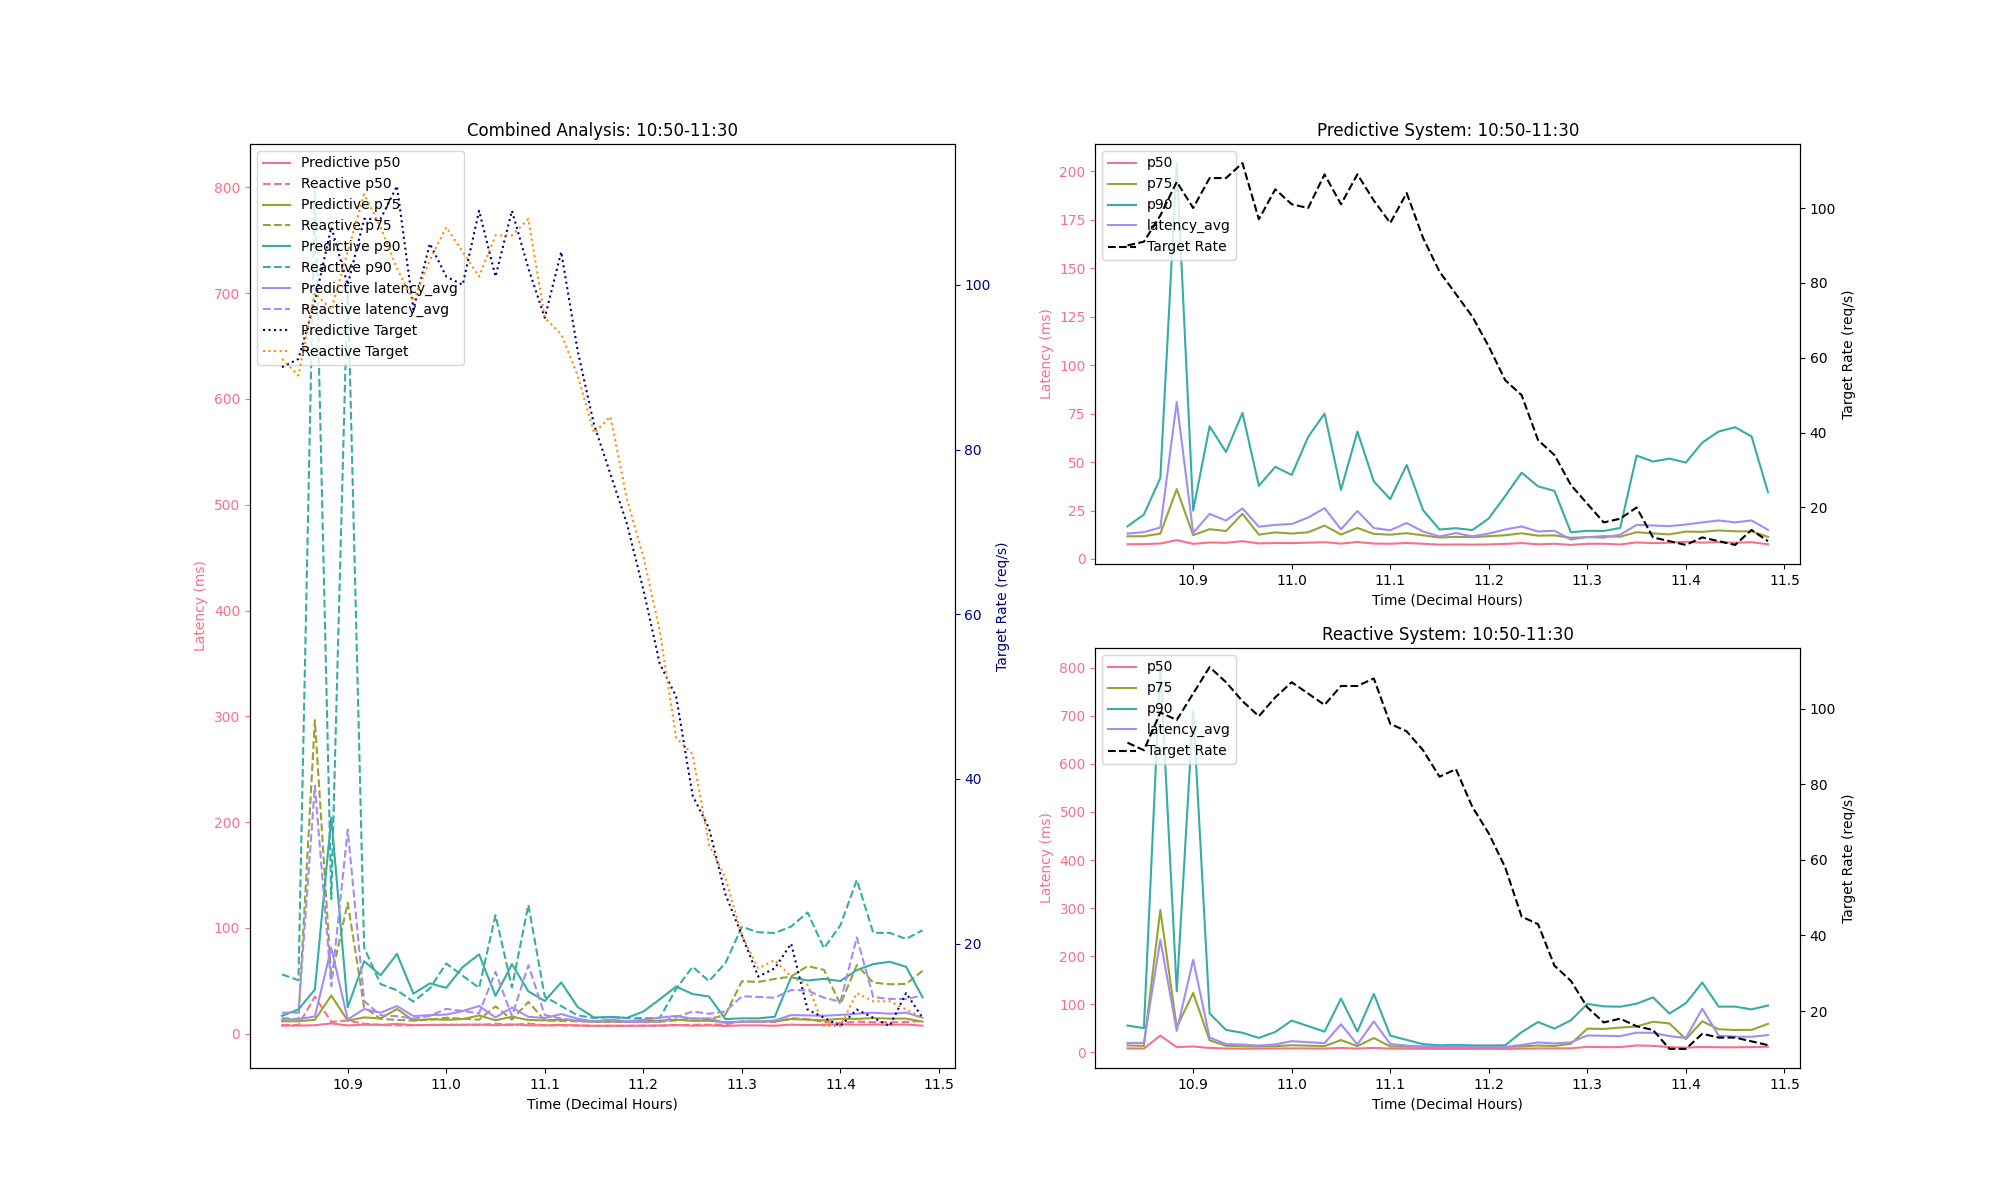 Combined Analysis: 10:50-11:30
Predictive p50
Reactive p50
Predictive p75
Reactive p75
Predictive p90
Reactive p90
Predictive latency_avg
Reactive latency_avg
Predictive Target
Reactive Target
800
700
600
500
400
300
200
100
0
Latency (ms)
100
80
60
40
20
Target Rate (req/s)
10.9 11.0 11.1 11.2 11.3 11.4 11.5
Time (Decimal Hours)
Predictive System: 10:50-11:30
p50
p75
p90
latency_avg
Target Rate
200
175
150
125
100
75
50
25
0
Latency (ms)
100
80
60
40
20
Target Rate (req/s)
10.9 11.0 11.1 11.2 11.3 11.4 11.5
Time (Decimal Hours)
Reactive System: 10:50-11:30
p50
p75
p90
latency_avg
Target Rate
800
700
600
500
400
300
200
100
0
Latency (ms)
100
80
60
40
20
Target Rate (req/s)
10.9 11.0 11.1 11.2 11.3 11.4 11.5
Time (Decimal Hours)